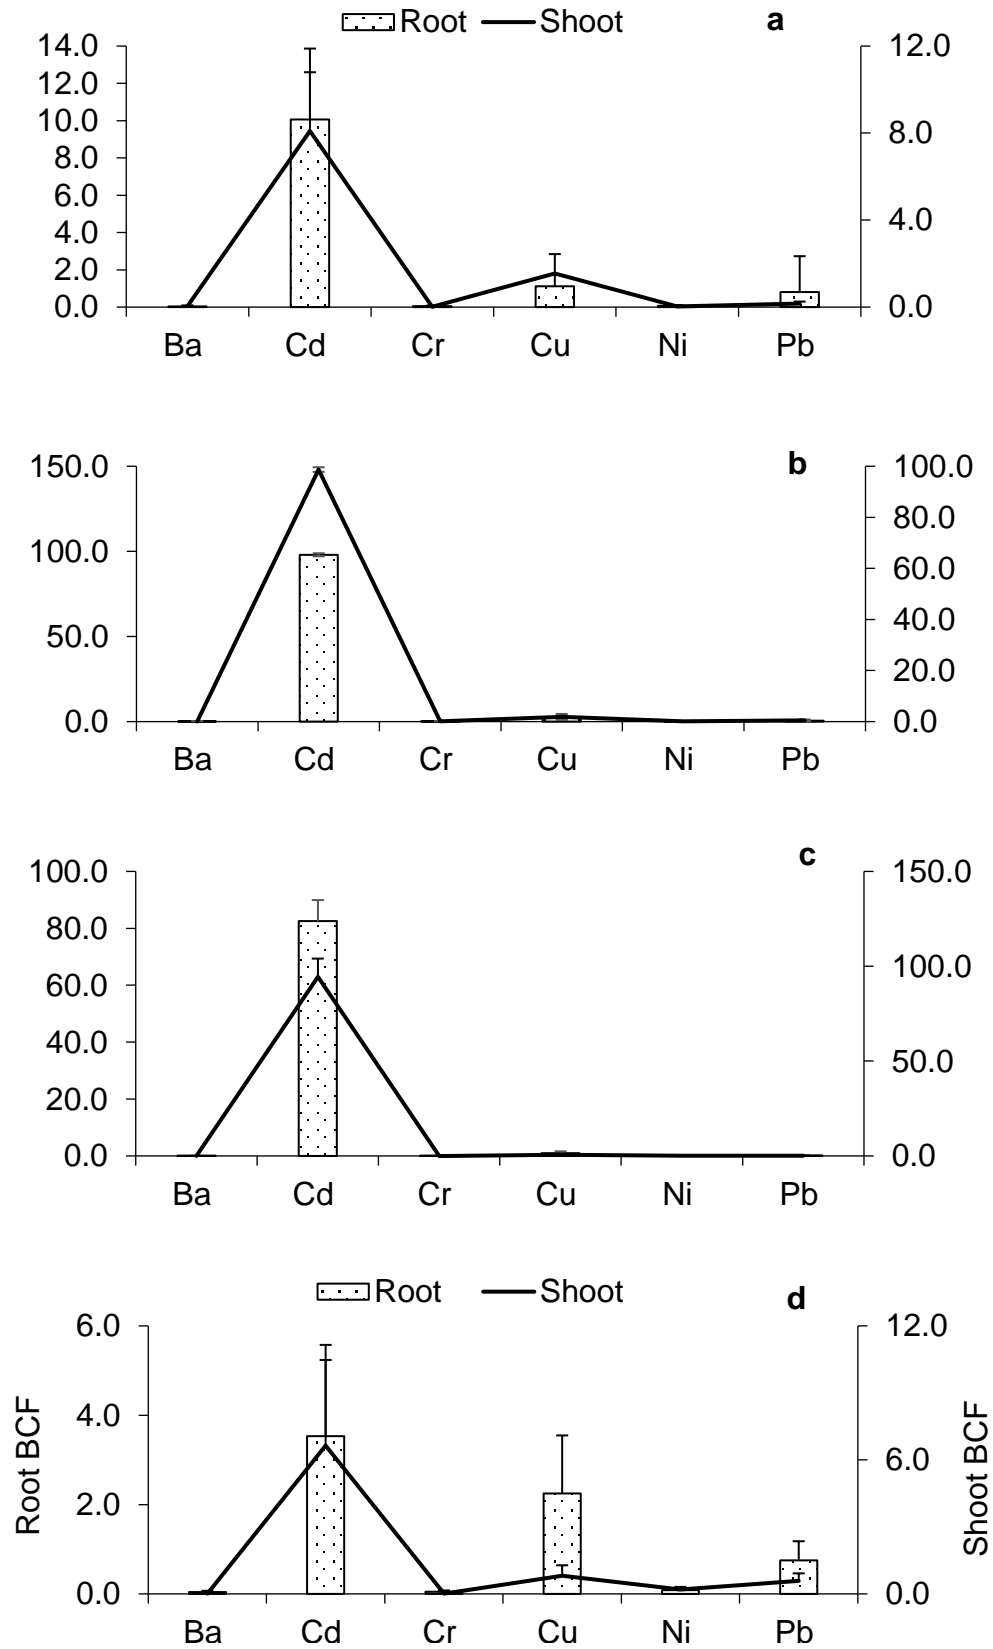 Root Shoot a
14.0 12.0
12.0
10.0
8.0 8.0
6.0
4.0 4.0
2.0
0.0 0.0
Ba Cd Cr Cu Ni Pb
b
150.0 100.0
80.0
100.0
60.0
50.0 40.0
20.0
0.0 0.0
Ba Cd Cr Cu Ni Pb
c
100.0 150.0
80.0
60.0 100.0
40.0
50.0
20.0
0.0 0.0
Ba Cd Cr Cu Ni Pb
Root Shoot d
6.0 12.0
4.0
6.0
2.0
0.0 0.0
Root BCF
Shoot BCF
Ba Cd Cr Cu Ni Pb